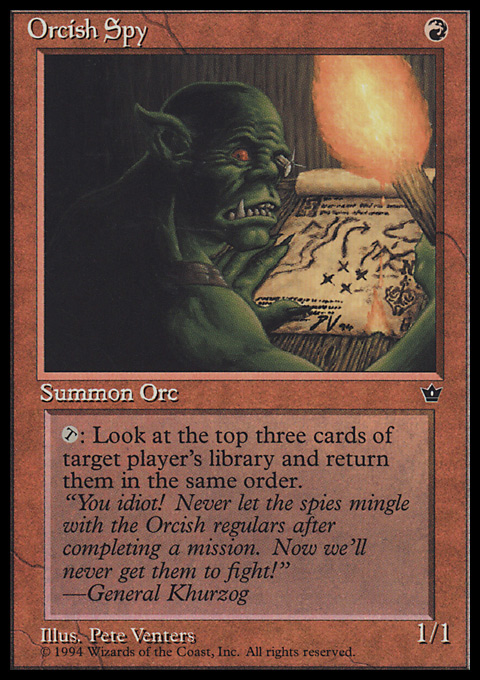 Orcish Spy
N
PV
94
Summon Orc
T: Look at the top three cards of
target player's library and return
them in the same order.
"You idiot! Never let the spies mingle
with the Orcish regulars after
completing a mission. Now we'll
never get them to fight!"
—General Khurzog
Illus. Pete Venters
1/1
© 1994 Wizards of the Coast, Inc. All rights reserved.